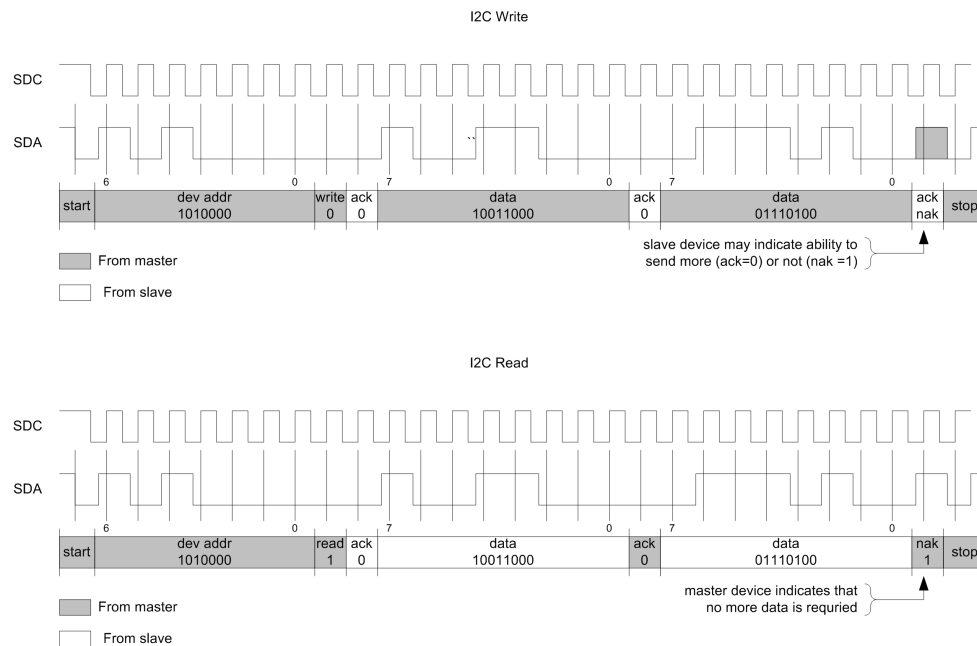 I2C Write
SDC
SDA
``
6 0 7 0 7 0
start dev addr write ack data ack data ack stop
1010000 0 0 10011000 0 01110100 nak
slave device may indicate ability to
send more (ack=0) or not (nak =1)
From master
From slave
I2C Read
SDC
SDA
6 0 7 0 7 0
start dev addr read ack data ack data nak stop
1010000 1 0 10011000 0 01110100 1
master device indicates that
no more data is requried
From master
From slave